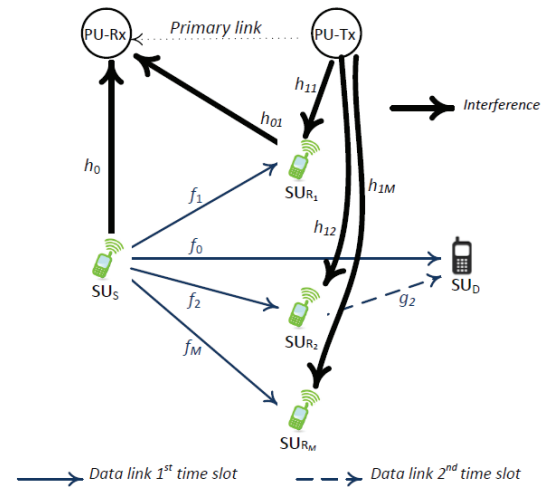 PU-Rx
Primary link
PU-Tx
h11
h01
Interference
h0
f1
SUR1
h1M
h12
f0
SUS
SUD
f2
g2
SUR2
fM
SURM
Data link 1st time slot
Data link 2nd time slot